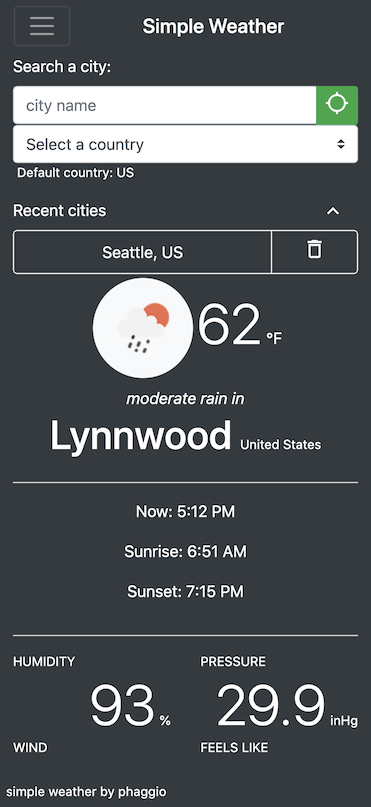 Simple Weather
Search a city:
city name
Select a country
Default country: US
Recent cities
Seattle, US
62 °F
moderate rain in
Lynnwood United States
Now: 5:12 PM
Sunrise: 6:51 AM
Sunset: 7:15 PM
HUMIDITY PRESSURE
93 % 29.9 inHg
WIND FEELS LIKE
simple weather by phaggio